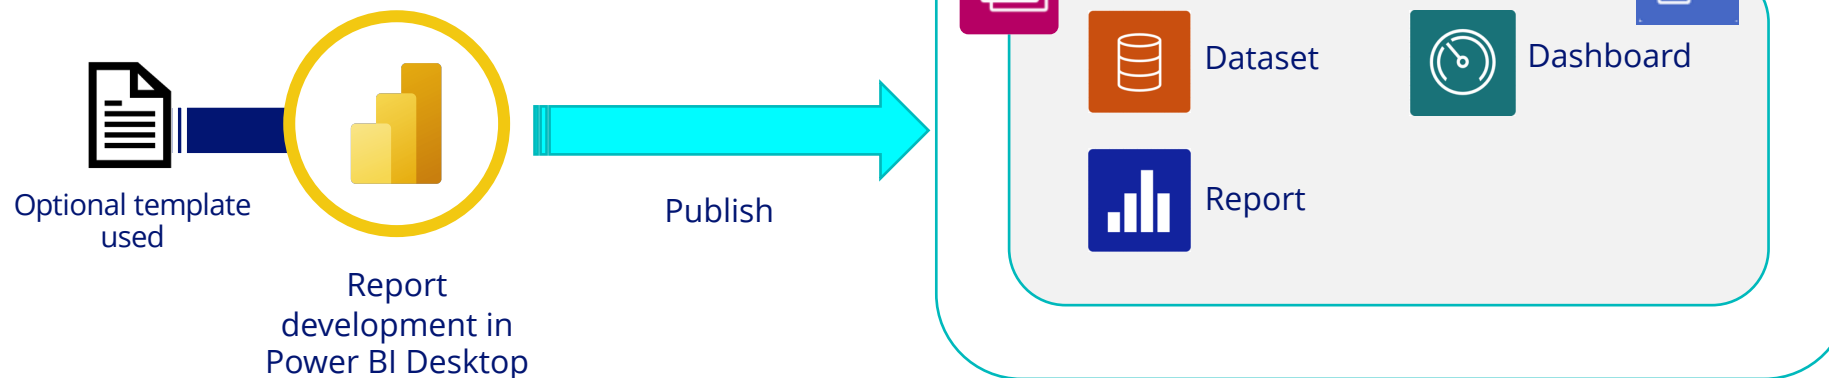 Optional template
used
Report
development in
Power BI Desktop
Publish
Dataset
Dashboard
Report